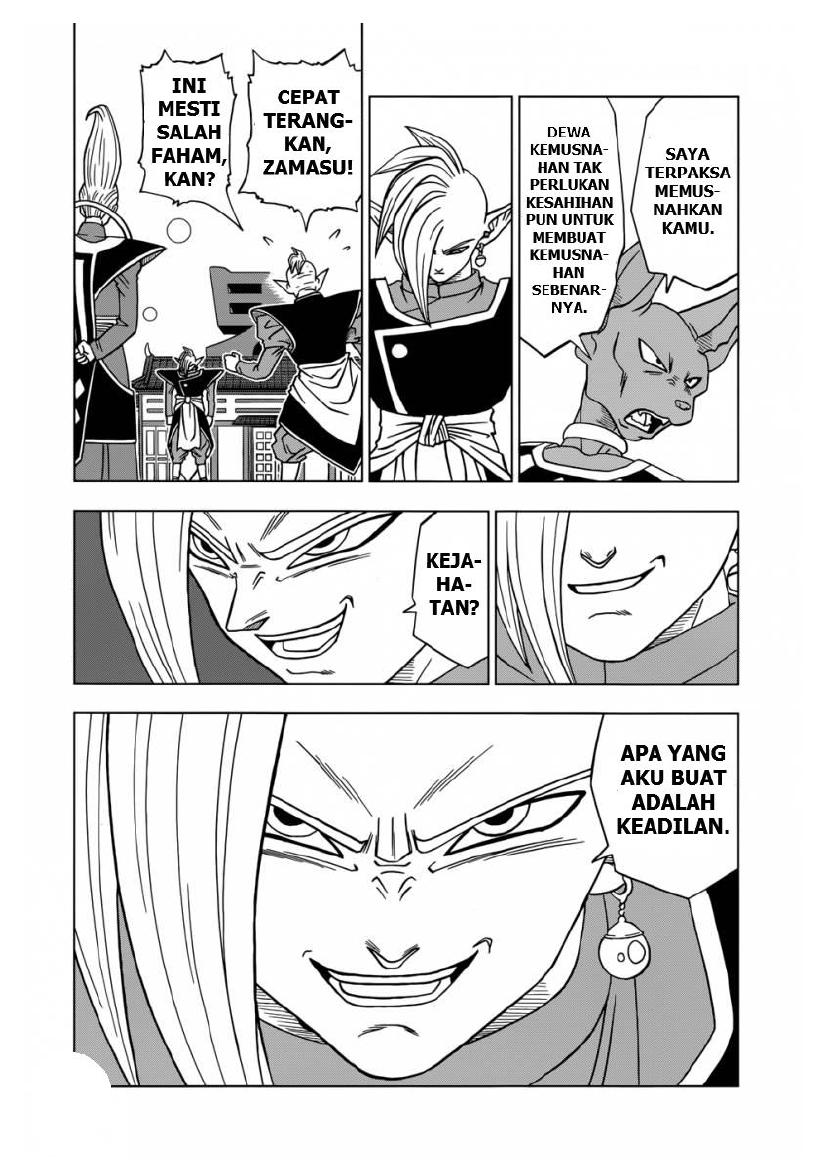 SAYA
TERPAKSA
MEMUS-
NAHKAN
KAMU.
DEWA
KEMUSNA-
HAN TAK
PERLUKAN
KESAHIHAN
PUN UNTUK
MEMBUAT
KEMUSNA-
HAN
SEBENAR-
NYA.
CEPAT
TERANG-
KAN,
ZAMASU!
INI
MESTI
SALAH
FAHAM,
KAN?
KEJA-
HA-
TAN?
APA YANG
AKU BUAT
ADALAH
KEADILAN.